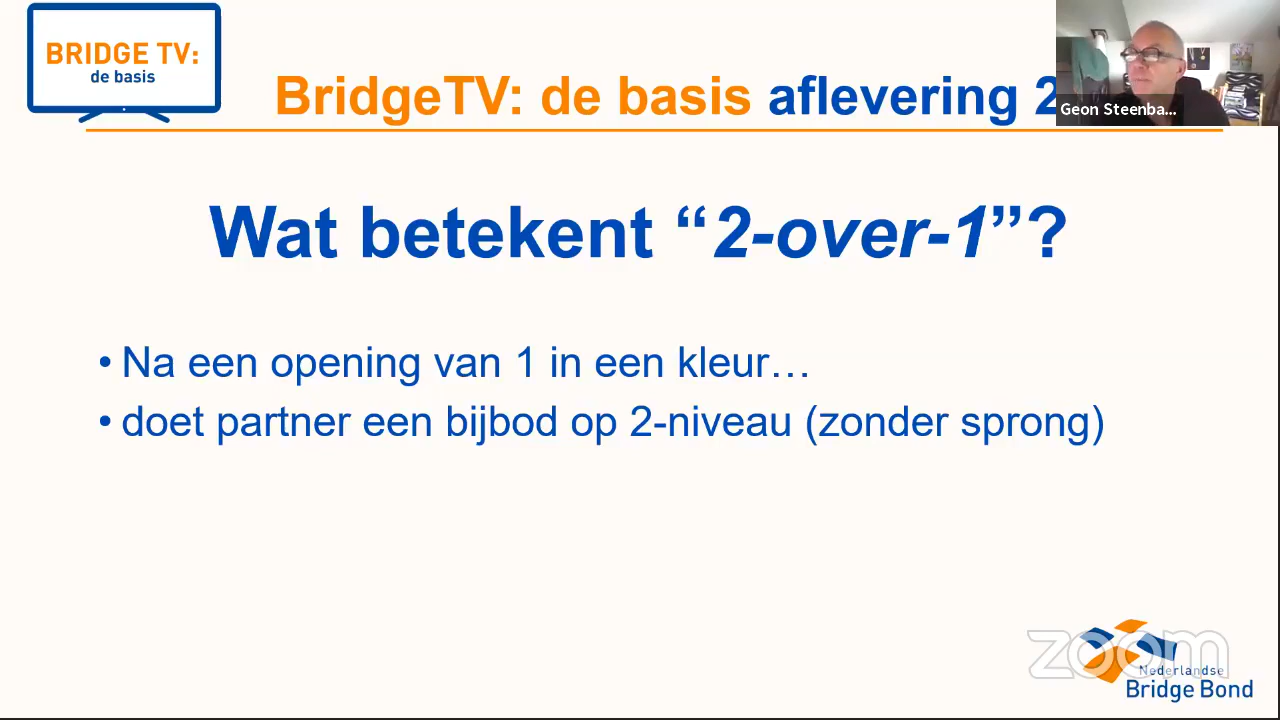 BRIDGE TV:
de basis
BridgeTV: de basis aflevering 2
Geon Steenba...
Wat betekent “2-over-1”?
• Na een opening van 1 in een kleur…
• doet partner een bijbod op 2-niveau (zonder sprong)
zoom
Nederlandse
Bridge Bond